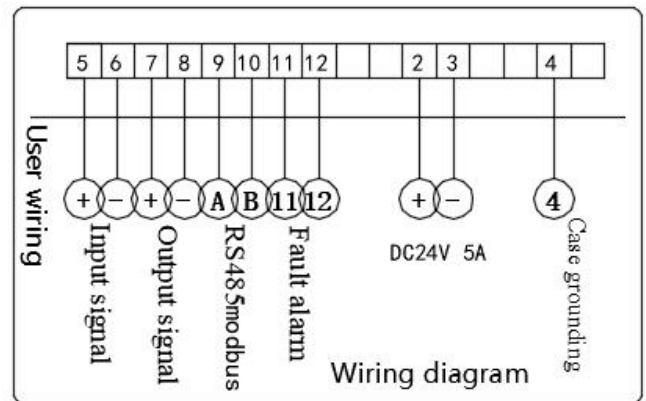 5 6 7 8 9 10 11 12 2 3 4
User wiring
+ - + - A B 11 12 + - 4
Input signal
Output signal
RS485modbus
Fault alarm
DC24V 5A
Case grounding
Wiring diagram